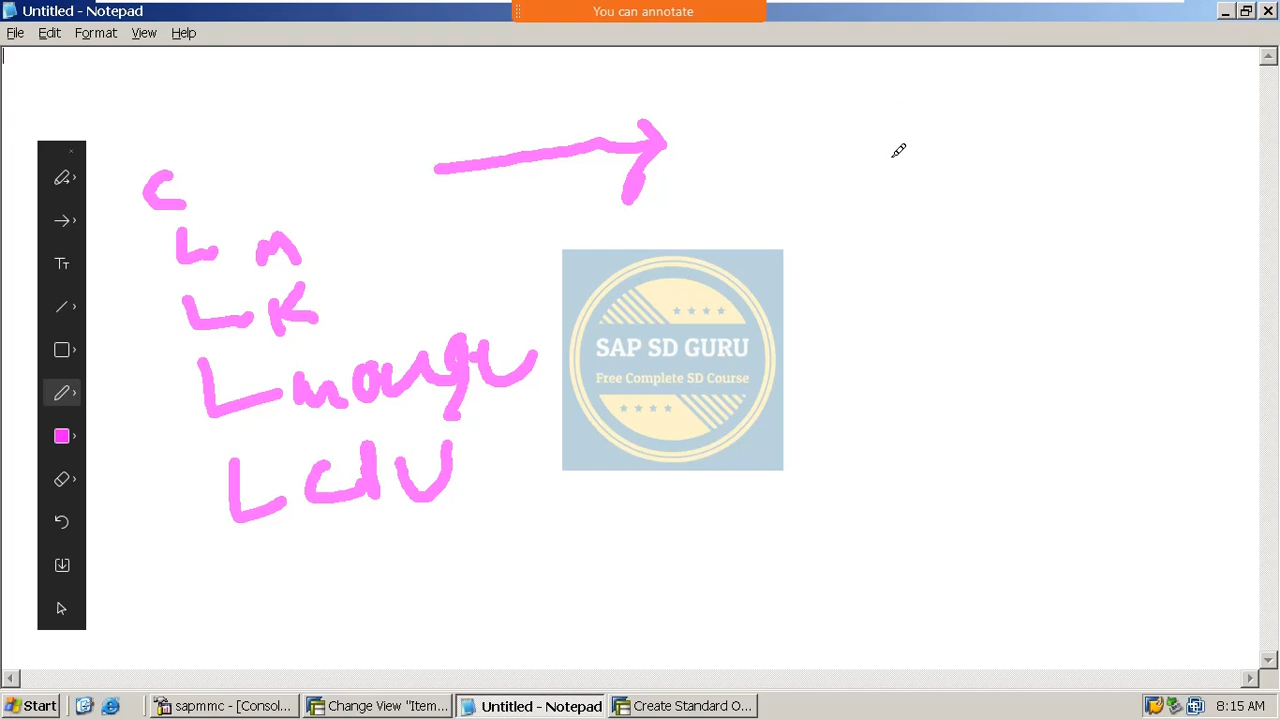 Untitled - Notepad
You can annotate
File Edit Format View Help
C
L m
L K
SAP SD GURU
Free Complete SD Course
Start
sapmmc - [Consol...
Change View "Item...
Untitled - Notepad
Create Standard O...
8:15 AM